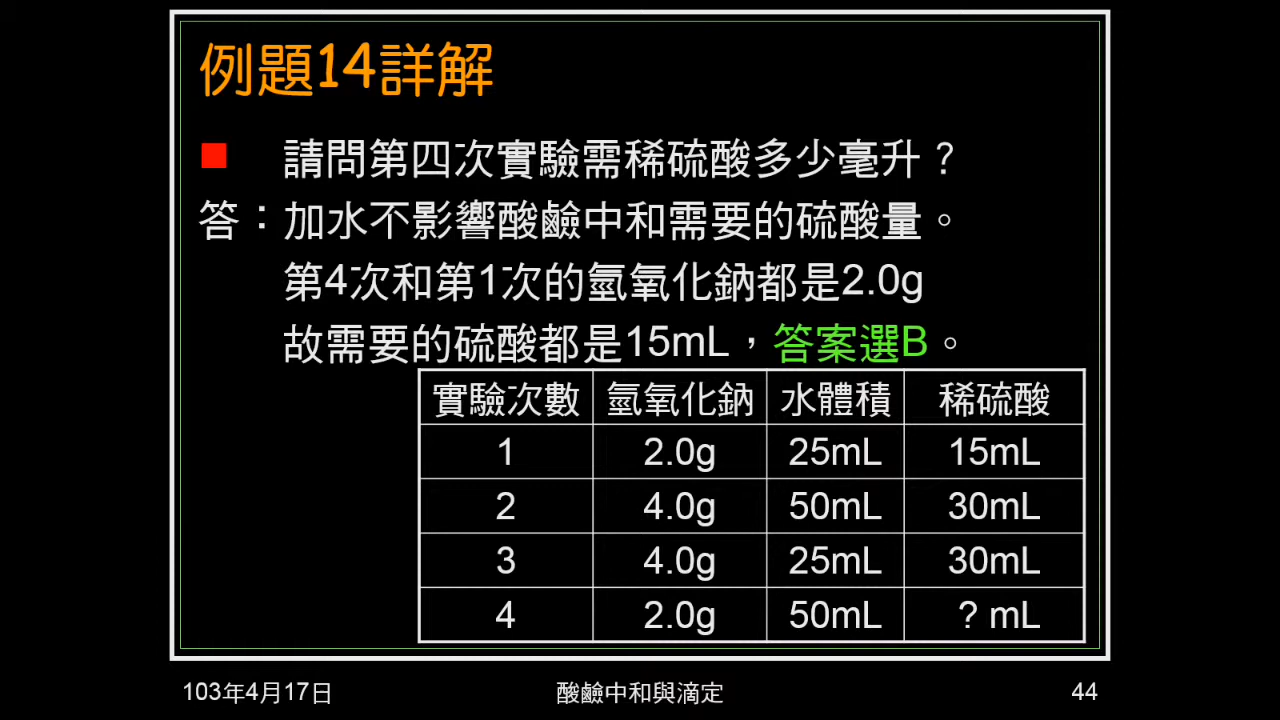 例題14詳解
請問第四次實驗需稀硫酸多少毫升？
答：加水不影響酸鹼中和需要的硫酸量。
第4次和第1次的氫氧化鈉都是2.0g
故需要的硫酸都是15mL，答案選B。
實驗次數 氫氧化鈉 水體積 稀硫酸
1 2.0g 25mL 15mL
2 4.0g 50mL 30mL
3 4.0g 25mL 30mL
4 2.0g 50mL ？mL
103年4月17日 酸鹼中和與滴定 44